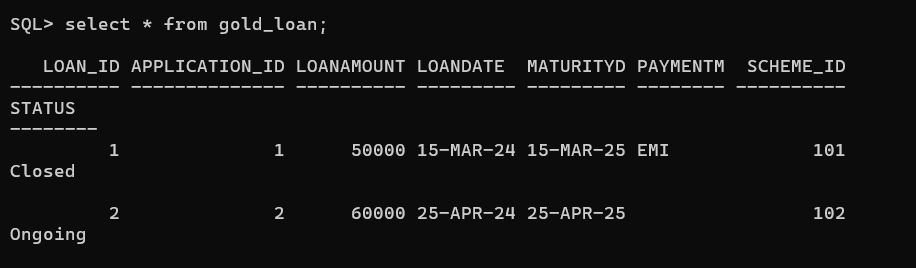 SQL> select * from gold_loan;
   LOAN_ID APPLICATION_ID LOANAMOUNT LOANDATE  MATURITYD PAYMENTM  SCHEME_ID
---------- -------------- ---------- --------- --------- -------- ----------
STATUS
--------
         1              1      50000 15-MAR-24 15-MAR-25 EMI             101
Closed
         2              2      60000 25-APR-24 25-APR-25                 102
Ongoing